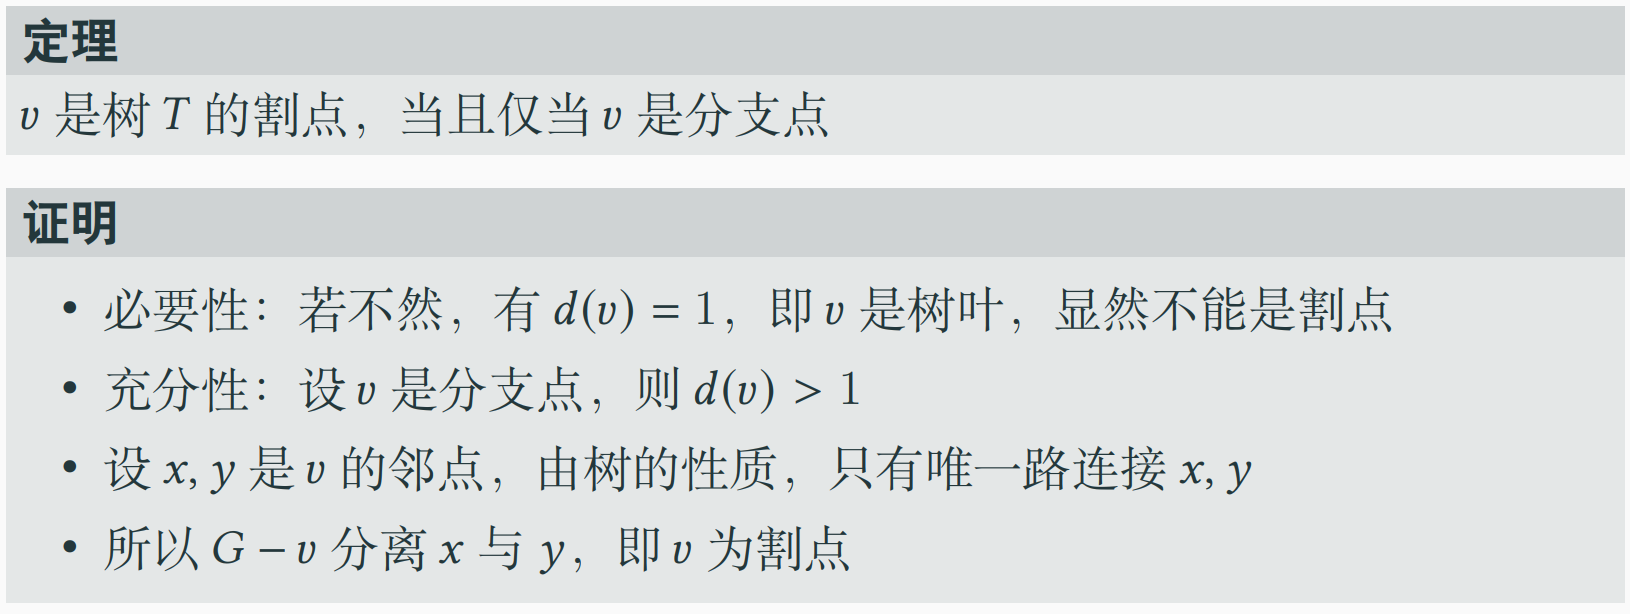 定理
v 是树 T 的割点，当且仅当 v 是分支点
证明
• 必要性：若不然，有 d(v) = 1，即 v 是树叶，显然不能是割点
• 充分性：设 v 是分支点，则 d(v) > 1
• 设 x, y 是 v 的邻点，由树的性质，只有唯一路连接 x, y
• 所以 G − v 分离 x 与 y，即 v 为割点